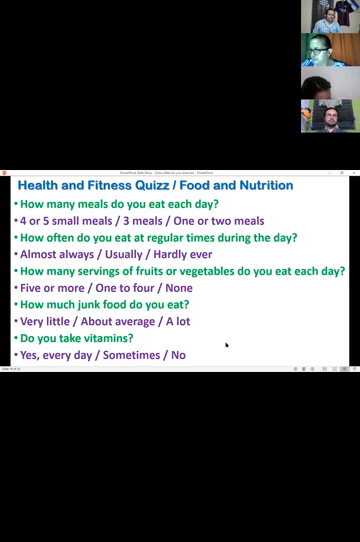 Health and Fitness Quizz / Food and Nutrition
• How many meals do you eat each day?
• 4 or 5 small meals / 3 meals / One or two meals
• How often do you eat at regular times during the day?
• Almost always / Usually / Hardly ever
• How many servings of fruits or vegetables do you eat each day?
• Five or more / One to four / None
• How much junk food do you eat?
• Very little / About average / A lot
• Do you take vitamins?
• Yes, every day / Sometimes / No